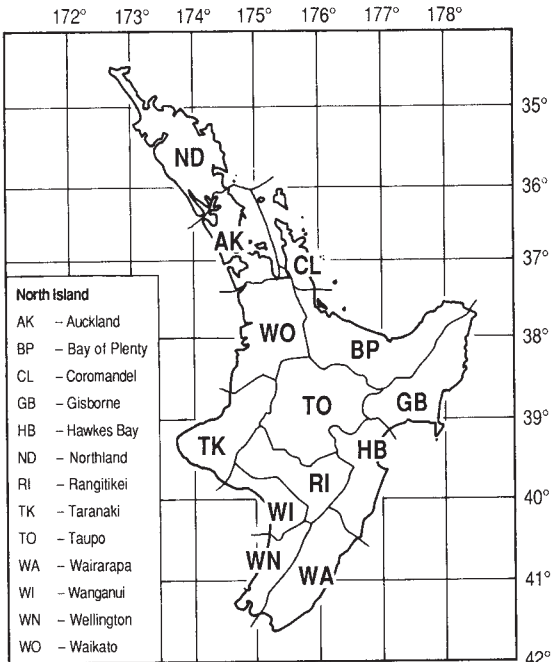 172° 173° 174° 175° 176° 177° 178°
35°
ND
36°
AK
37°
CL
North Island
AK – Auckland
BP – Bay of Plenty
CL – Coromandel
GB – Gisborne
HB – Hawkes Bay
ND – Northland
RI – Rangitikei
TK – Taranaki
TO – Taupo
WA – Wairarapa
WI – Wanganui
WN – Wellington
WO – Waikato
WO
38°
BP
TO
GB
39°
TK
HB
RI
40°
WI
WN
WA
41°
42°